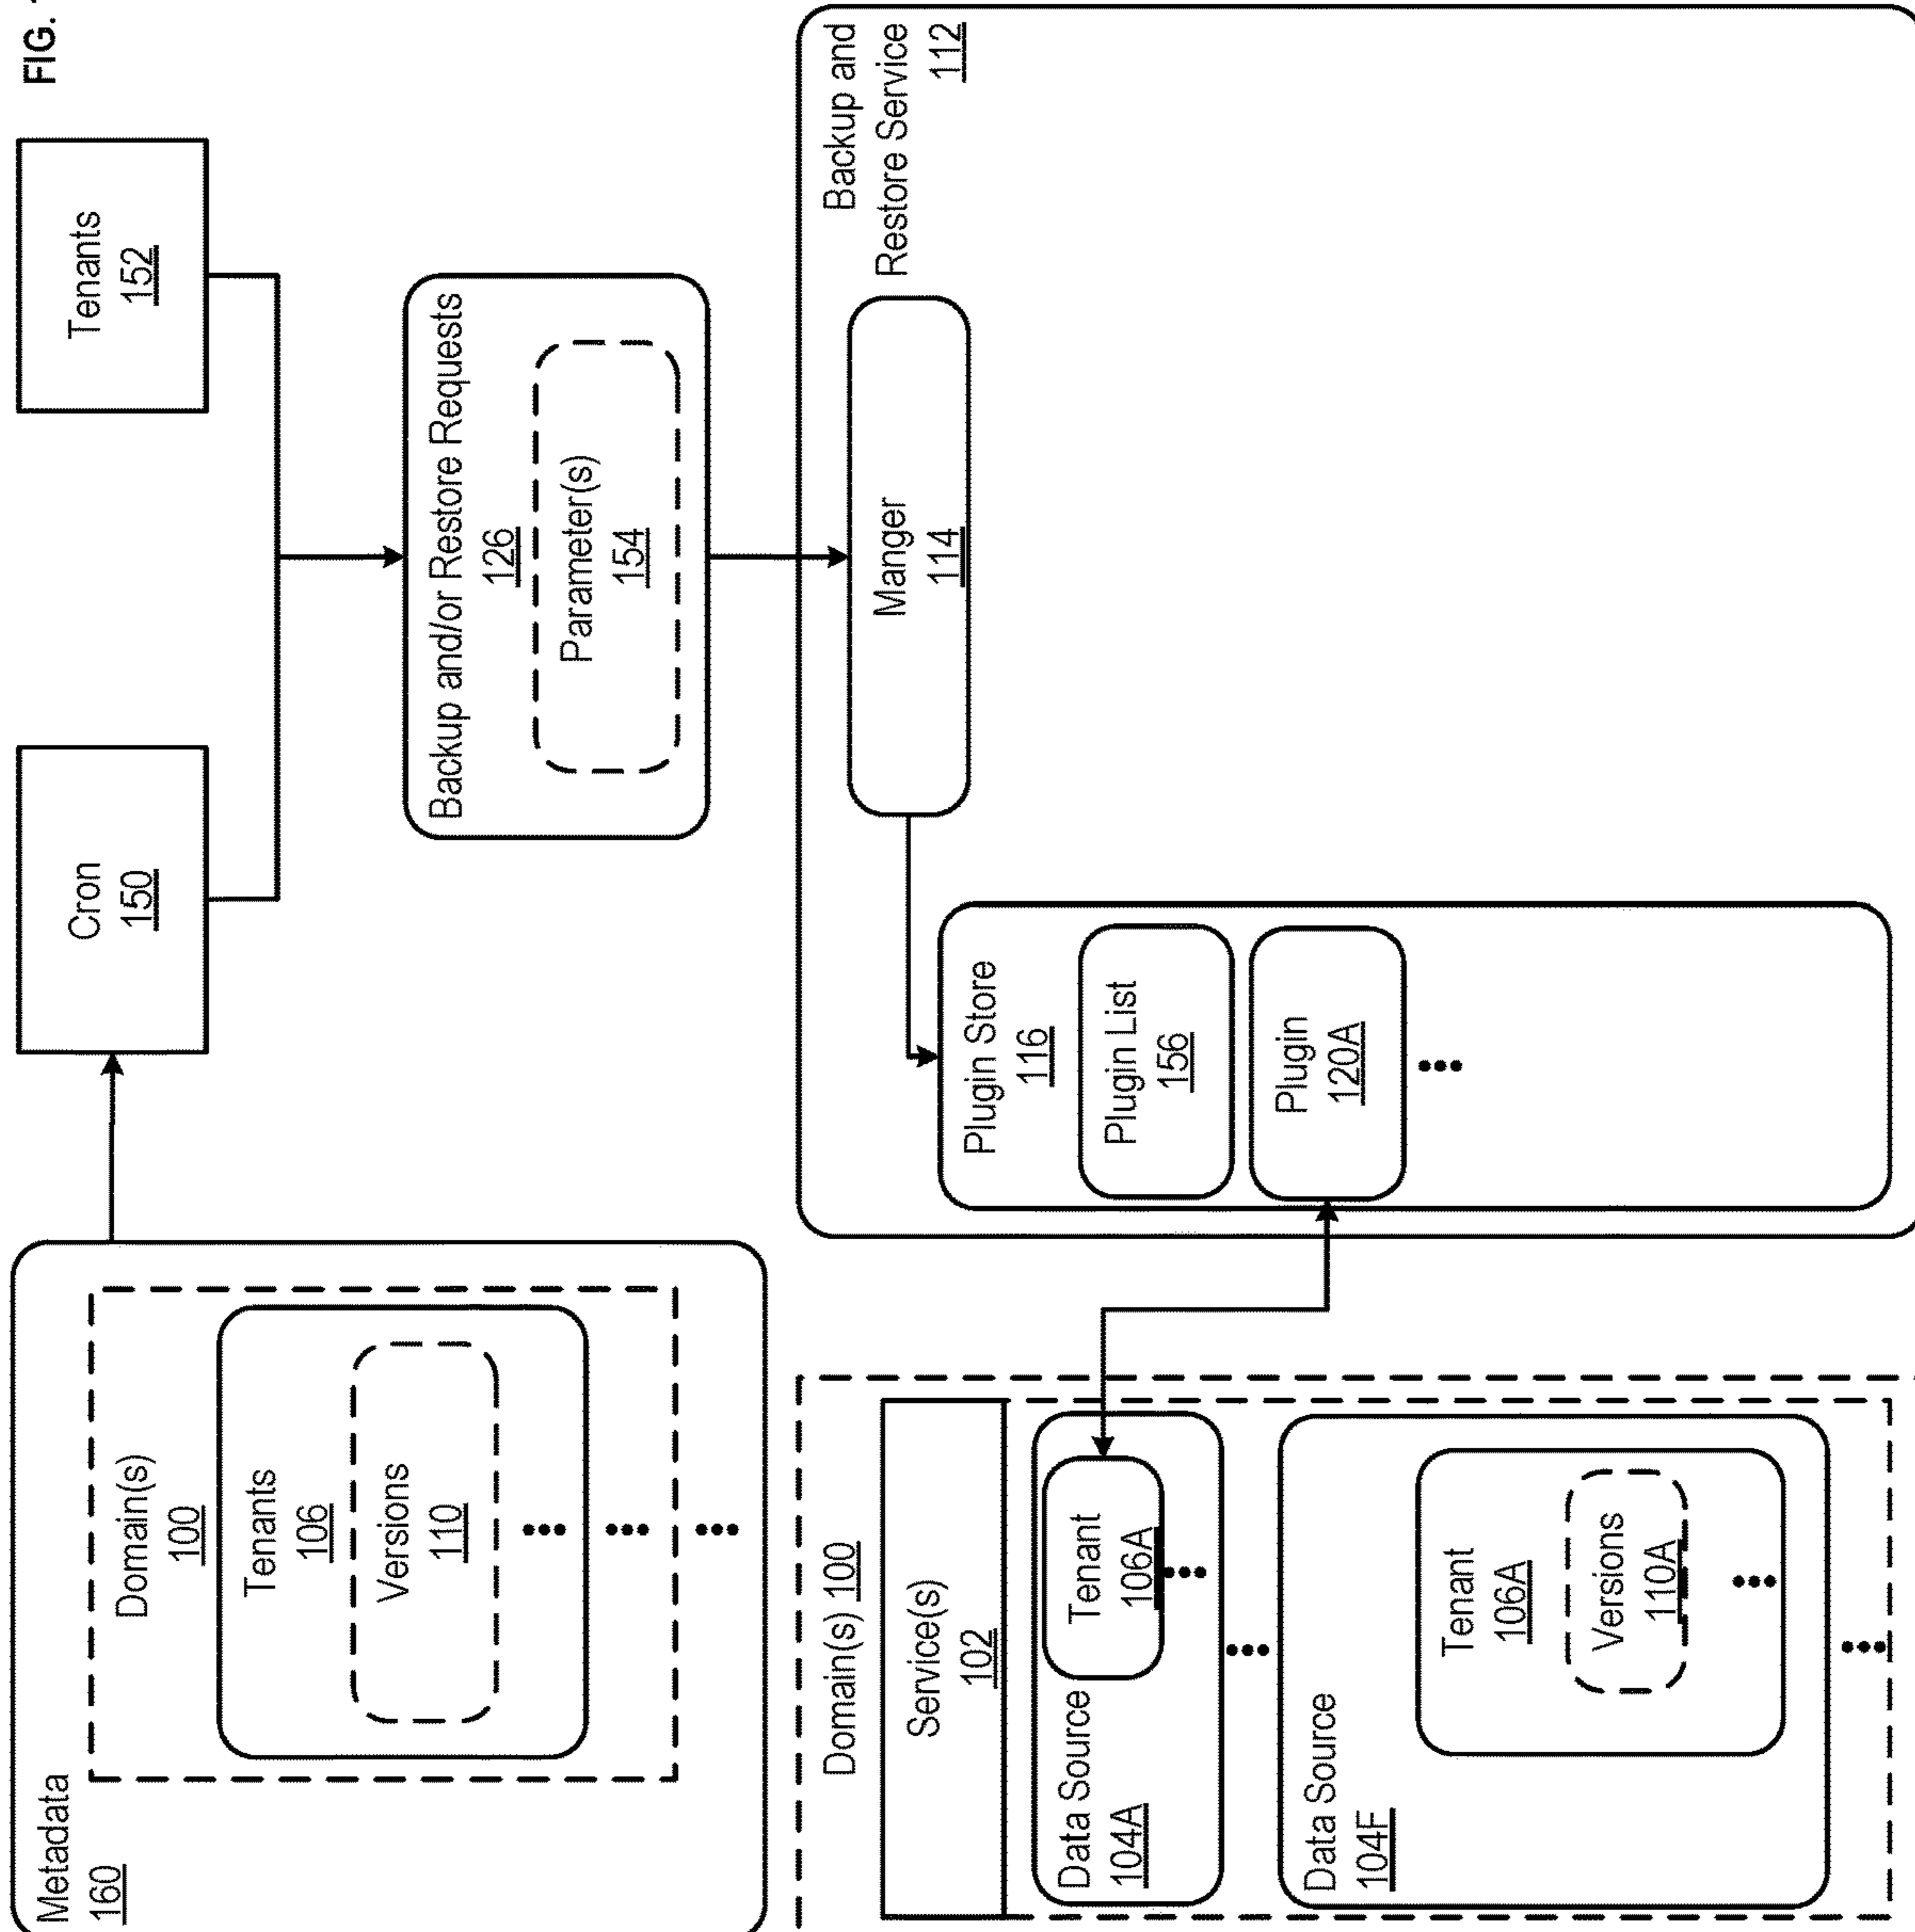 FIG.
Metadata
160
Domain(s)
100
Tenants
106
Versions
110
•••
•••
•••
Cron
150
Tenants
152
Backup and/or Restore Requests
126
Parameter(s)
154
Domain(s) 100
Service(s)
102
Data Source
104A
Tenant
106A
•••
•••
Data Source
104F
Tenant
106A
Versions
110A
•••
•••
Backup and
Restore Service
112
Manger
114
Plugin Store
116
Plugin List
156
Plugin
120A
•••